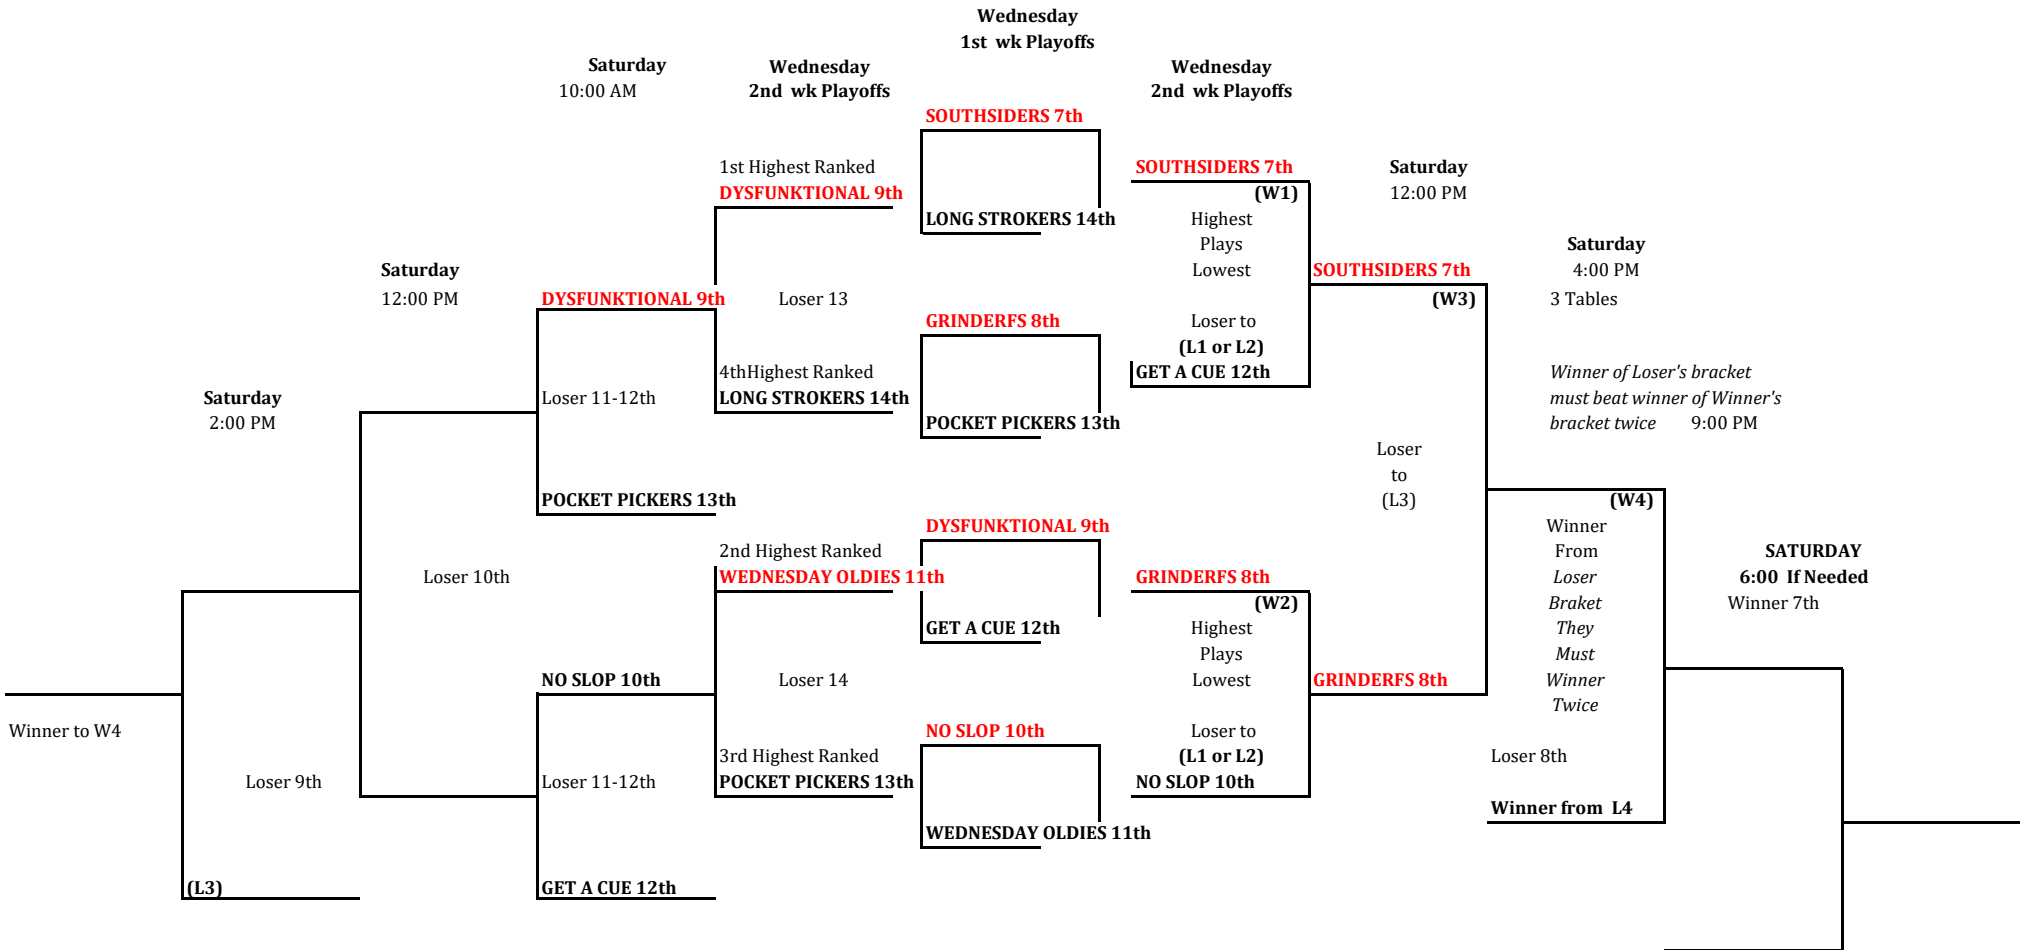 Wednesday
1st wk Playoffs
Saturday
10:00 AM
Wednesday
2nd wk Playoffs
Wednesday
2nd wk Playoffs
SOUTHSIDERS 7th
1st Highest Ranked
DYSFUNKTIONAL 9th
SOUTHSIDERS 7th
(W1)
Saturday
12:00 PM
LONG STROKERS 14th
Highest
Plays
Lowest
Saturday
4:00 PM
3 Tables
Saturday
12:00 PM
DYSFUNKTIONAL 9th
Loser 13
SOUTHSIDERS 7th
(W3)
GRINDERFS 8th
Loser to
(L1 or L2)
GET A CUE 12th
4thHighest Ranked
LONG STROKERS 14th
Winner of Loser's bracket
must beat winner of Winner's
bracket twice 9:00 PM
Saturday
2:00 PM
Loser 11-12th
POCKET PICKERS 13th
Loser
to
(L3)
POCKET PICKERS 13th
(W4)
DYSFUNKTIONAL 9th
Winner
From
Loser
Braket
They
Must
Winner
Twice
2nd Highest Ranked
WEDNESDAY OLDIES 11th
SATURDAY
6:00 If Needed
Winner 7th
Loser 10th
GRINDERFS 8th
(W2)
GET A CUE 12th
Highest
Plays
Lowest
NO SLOP 10th
Loser 14
GRINDERFS 8th
Winner to W4
NO SLOP 10th
Loser to
(L1 or L2)
NO SLOP 10th
3rd Highest Ranked
POCKET PICKERS 13th
Loser 8th
Loser 9th
Loser 11-12th
Winner from L4
WEDNESDAY OLDIES 11th
(L3)
GET A CUE 12th